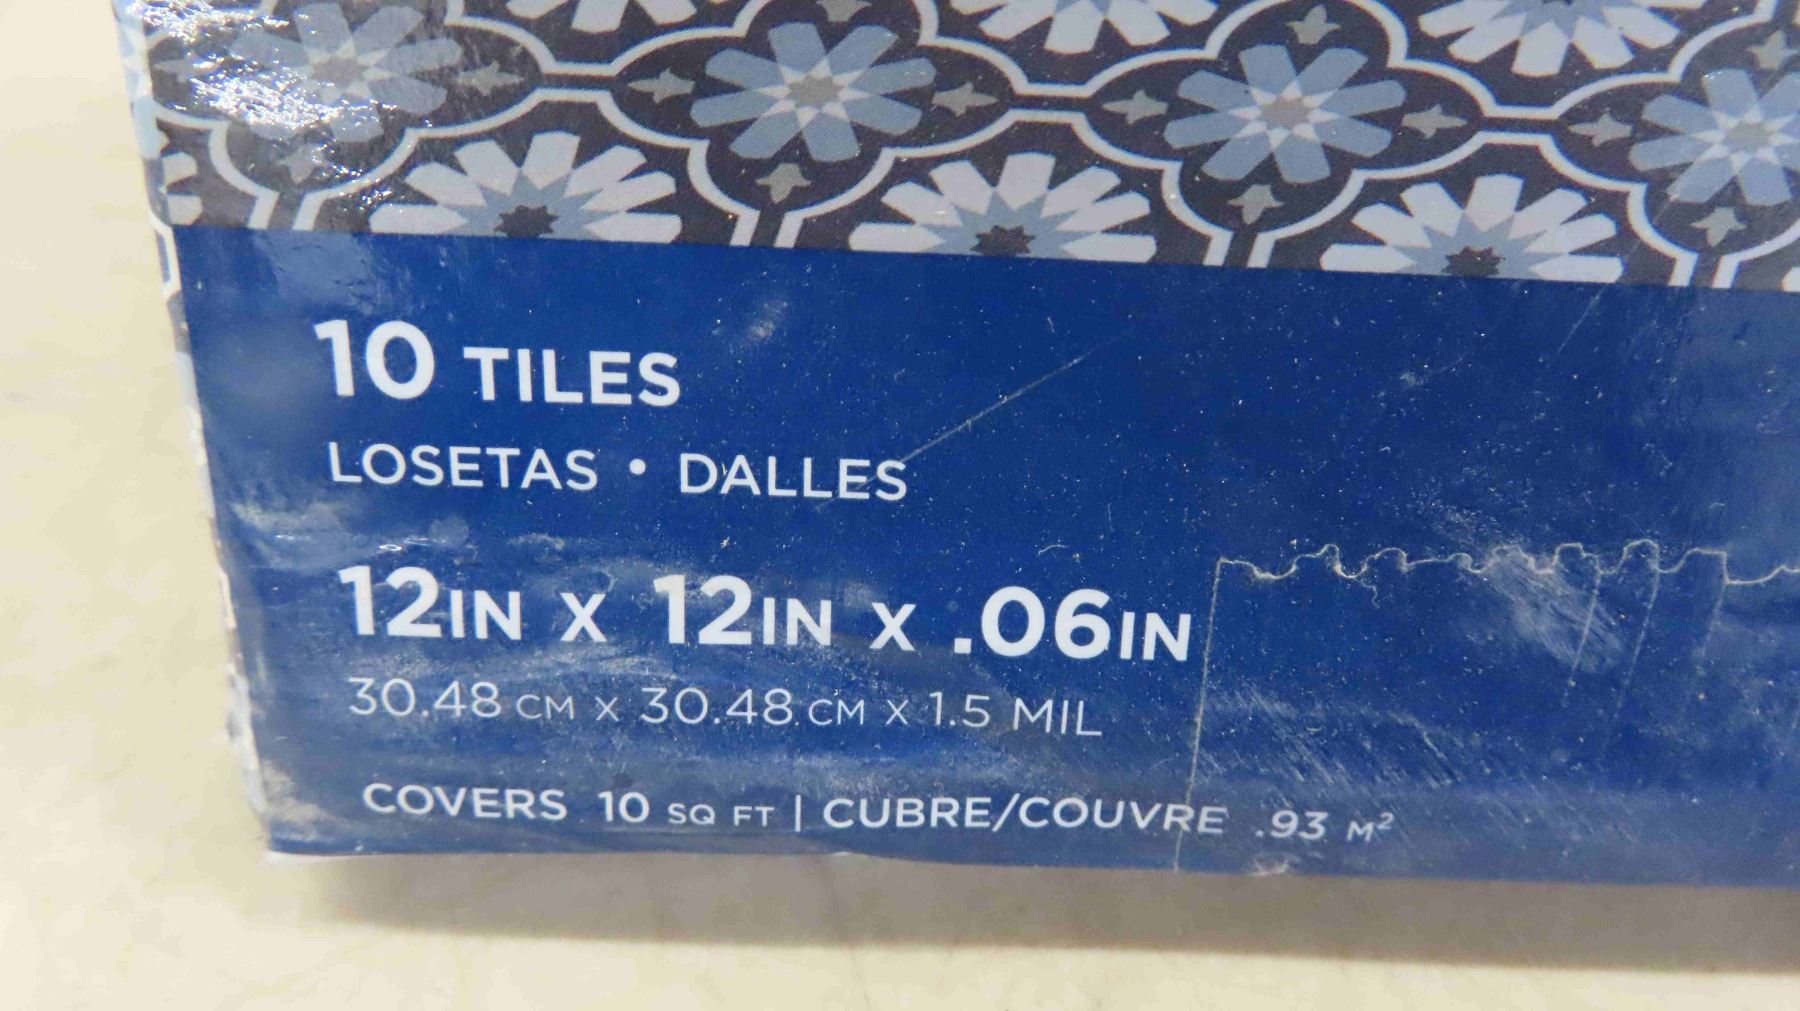 10 TILES
LOSETAS • DALLES
12IN X 12IN X .06IN
30.48 CM X 30.48 CM X 1.5 MIL
COVERS 10 SQ FT | CUBRE/COUVRE .93 M²